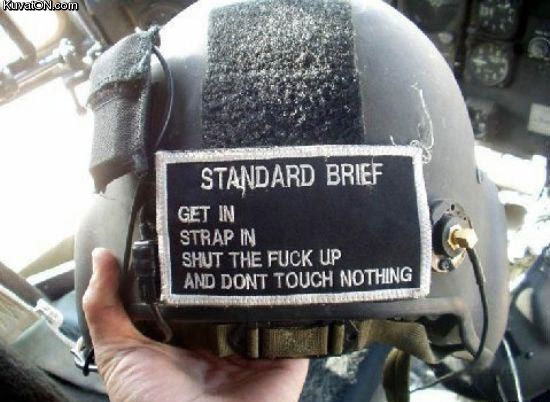 KuvatON.com
STANDARD BRIEF
GET IN
STRAP IN
SHUT THE FUCK UP
AND DONT TOUCH NOTHING